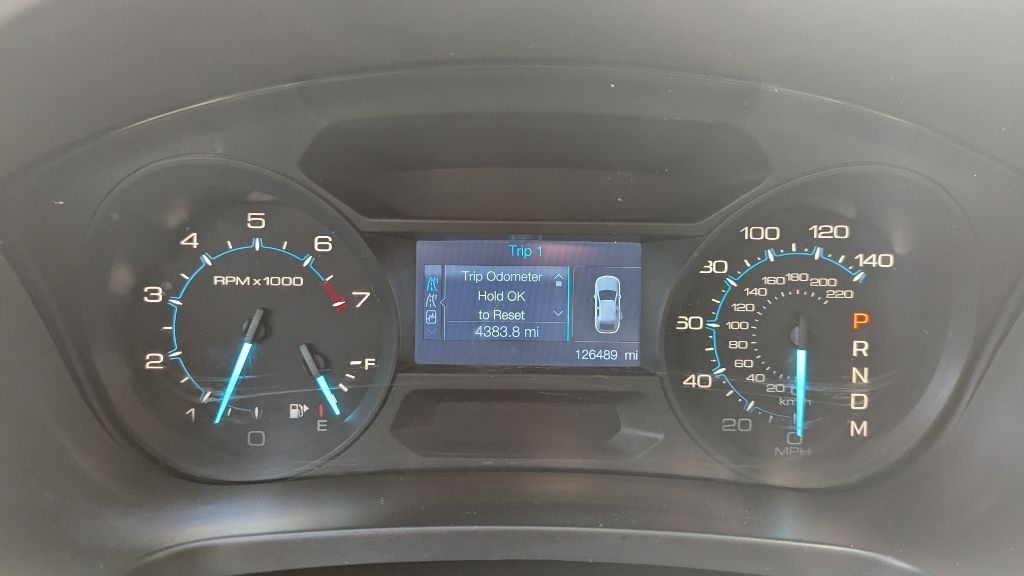 5
4
6
RPM x 1000
3
7
2
F
1
E
0
Trip 1
Trip Odometer
Hold OK
to Reset
4383.8 mi
126489 mi
100
120
80
140
160
180
200
140
220
120
60
100
80
60
40
40
20
0
km/h
20
0
MPH
P
R
N
D
M